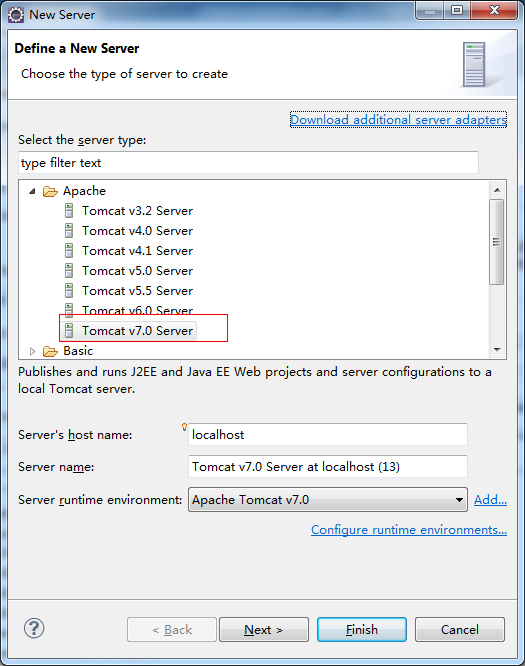 New Server
Define a New Server
Choose the type of server to create
Download additional server adapters
Select the server type:
type filter text
Apache
Tomcat v3.2 Server
Tomcat v4.0 Server
Tomcat v4.1 Server
Tomcat v5.0 Server
Tomcat v5.5 Server
Tomcat v6.0 Server
Tomcat v7.0 Server
Basic
Publishes and runs J2EE and Java EE Web projects and server configurations to a
local Tomcat server.
Server's host name: localhost
Server name: Tomcat v7.0 Server at localhost (13)
Server runtime environment: Apache Tomcat v7.0 Add...
Configure runtime environments...
? < Back Next > Finish Cancel